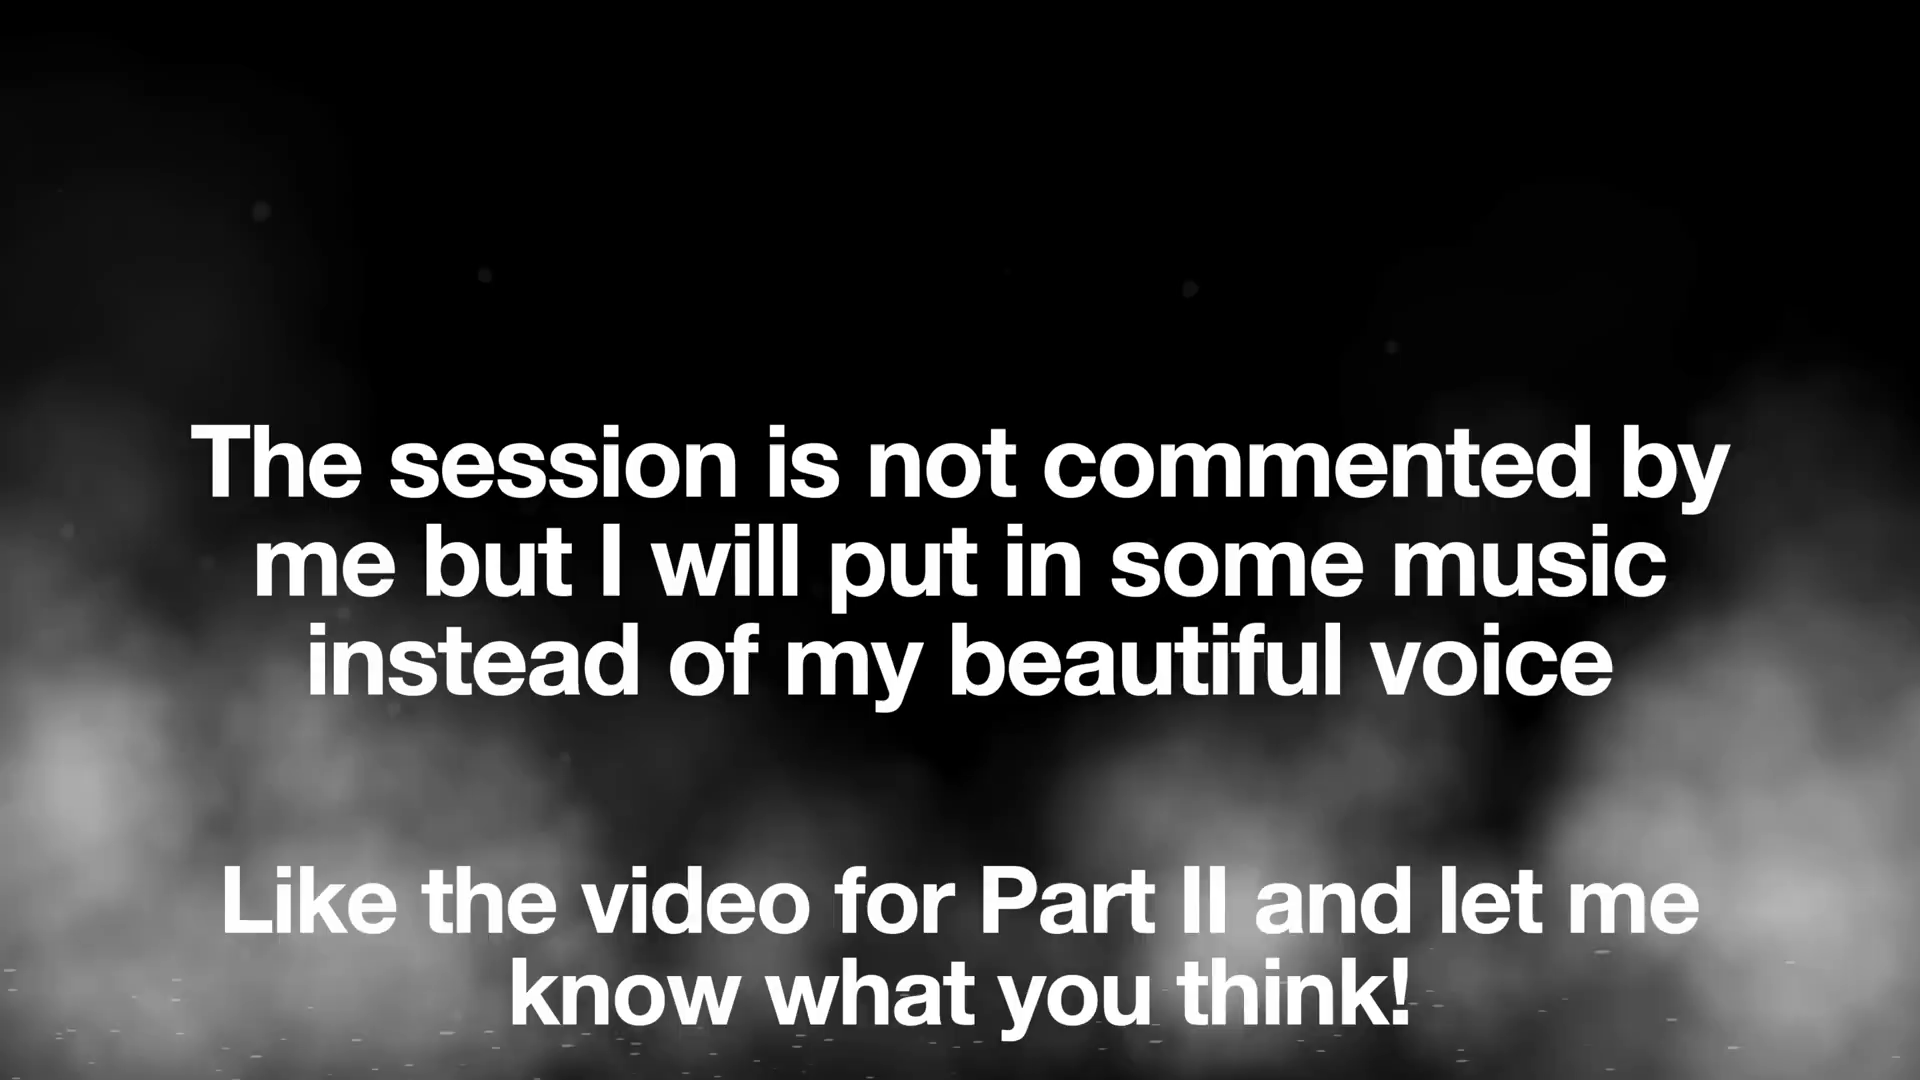 The session is not commented by
me but I will put in some music
instead of my beautiful voice
Like the video for Part II and let me
know what you think!